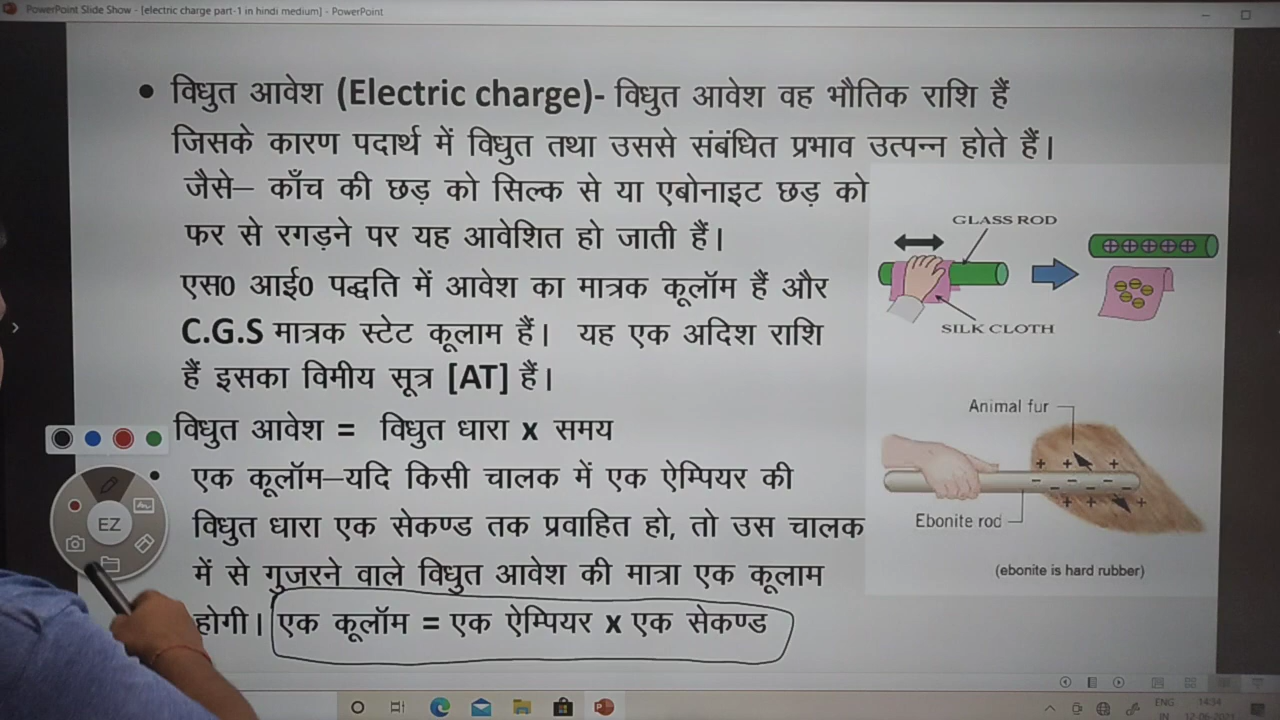 PowerPoint Slide Show - [electric charge part-1 in hindi medium] - PowerPoint
• विधुत आवेश (Electric charge)- विधुत आवेश वह भौतिक राशि हैं
जिसके कारण पदार्थ में विधुत तथा उससे संबंधित प्रभाव उत्पन्न होते हैं।
जैसे– काँच की छड़ को सिल्क से या एबोनाइट छड़ को
फर से रगड़ने पर यह आवेशित हो जाती हैं।
एस0 आई0 पद्धति में आवेश का मात्रक कूलॉम हैं और
C.G.S मात्रक स्टेट कूलाम हैं। यह एक अदिश राशि
हैं इसका विमीय सूत्र [AT] हैं।
विधुत आवेश = विधुत धारा x समय
• एक कूलॉम–यदि किसी चालक में एक ऐम्पियर की
विधुत धारा एक सेकण्ड तक प्रवाहित हो, तो उस चालक
में से गुजरने वाले विधुत आवेश की मात्रा एक कूलाम
होगी। एक कूलॉम = एक ऐम्पियर x एक सेकण्ड
GLASS ROD
SILK CLOTH
Animal fur
Ebonite rod
(ebonite is hard rubber)
EZ
ENG
IN
14:54